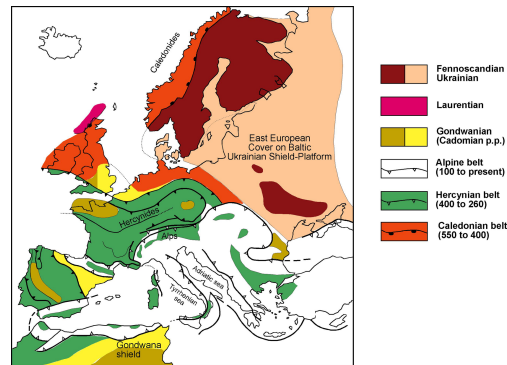 Caledonides
East European
Cover on Baltic
Ukrainian Shield-Platform
Hercynides
Alps
Adriatic sea
Tyrrhenian
sea
Gondwana
shield
Fennoscandian
Ukrainian
Laurentian
Gondwanian
(Cadomian p.p.)
Alpine belt
(100 to present)
Hercynian belt
(400 to 260)
Caledonian belt
(550 to 400)